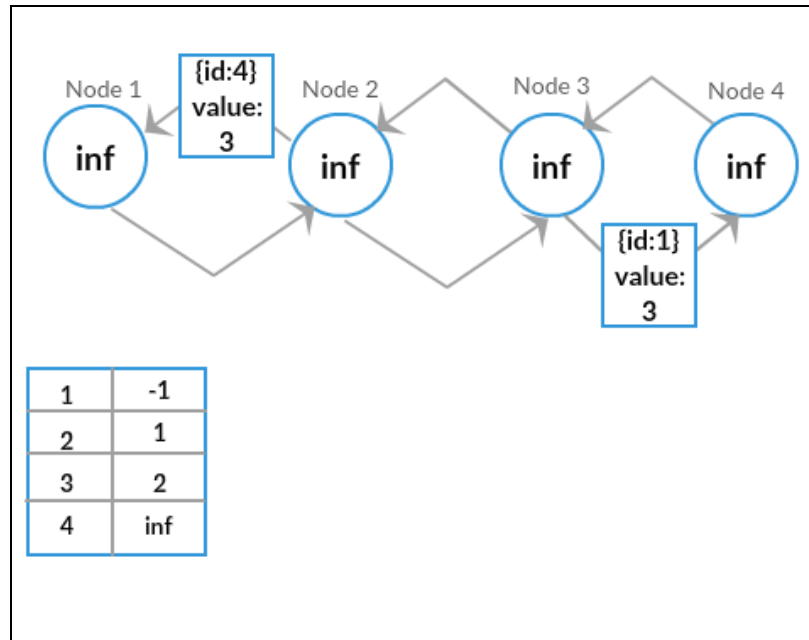 Node 1
{id:4}
value:
3
Node 2
Node 3
Node 4
inf
inf
inf
inf
{id:1}
value:
3
1 -1
2 1
3 2
4 inf